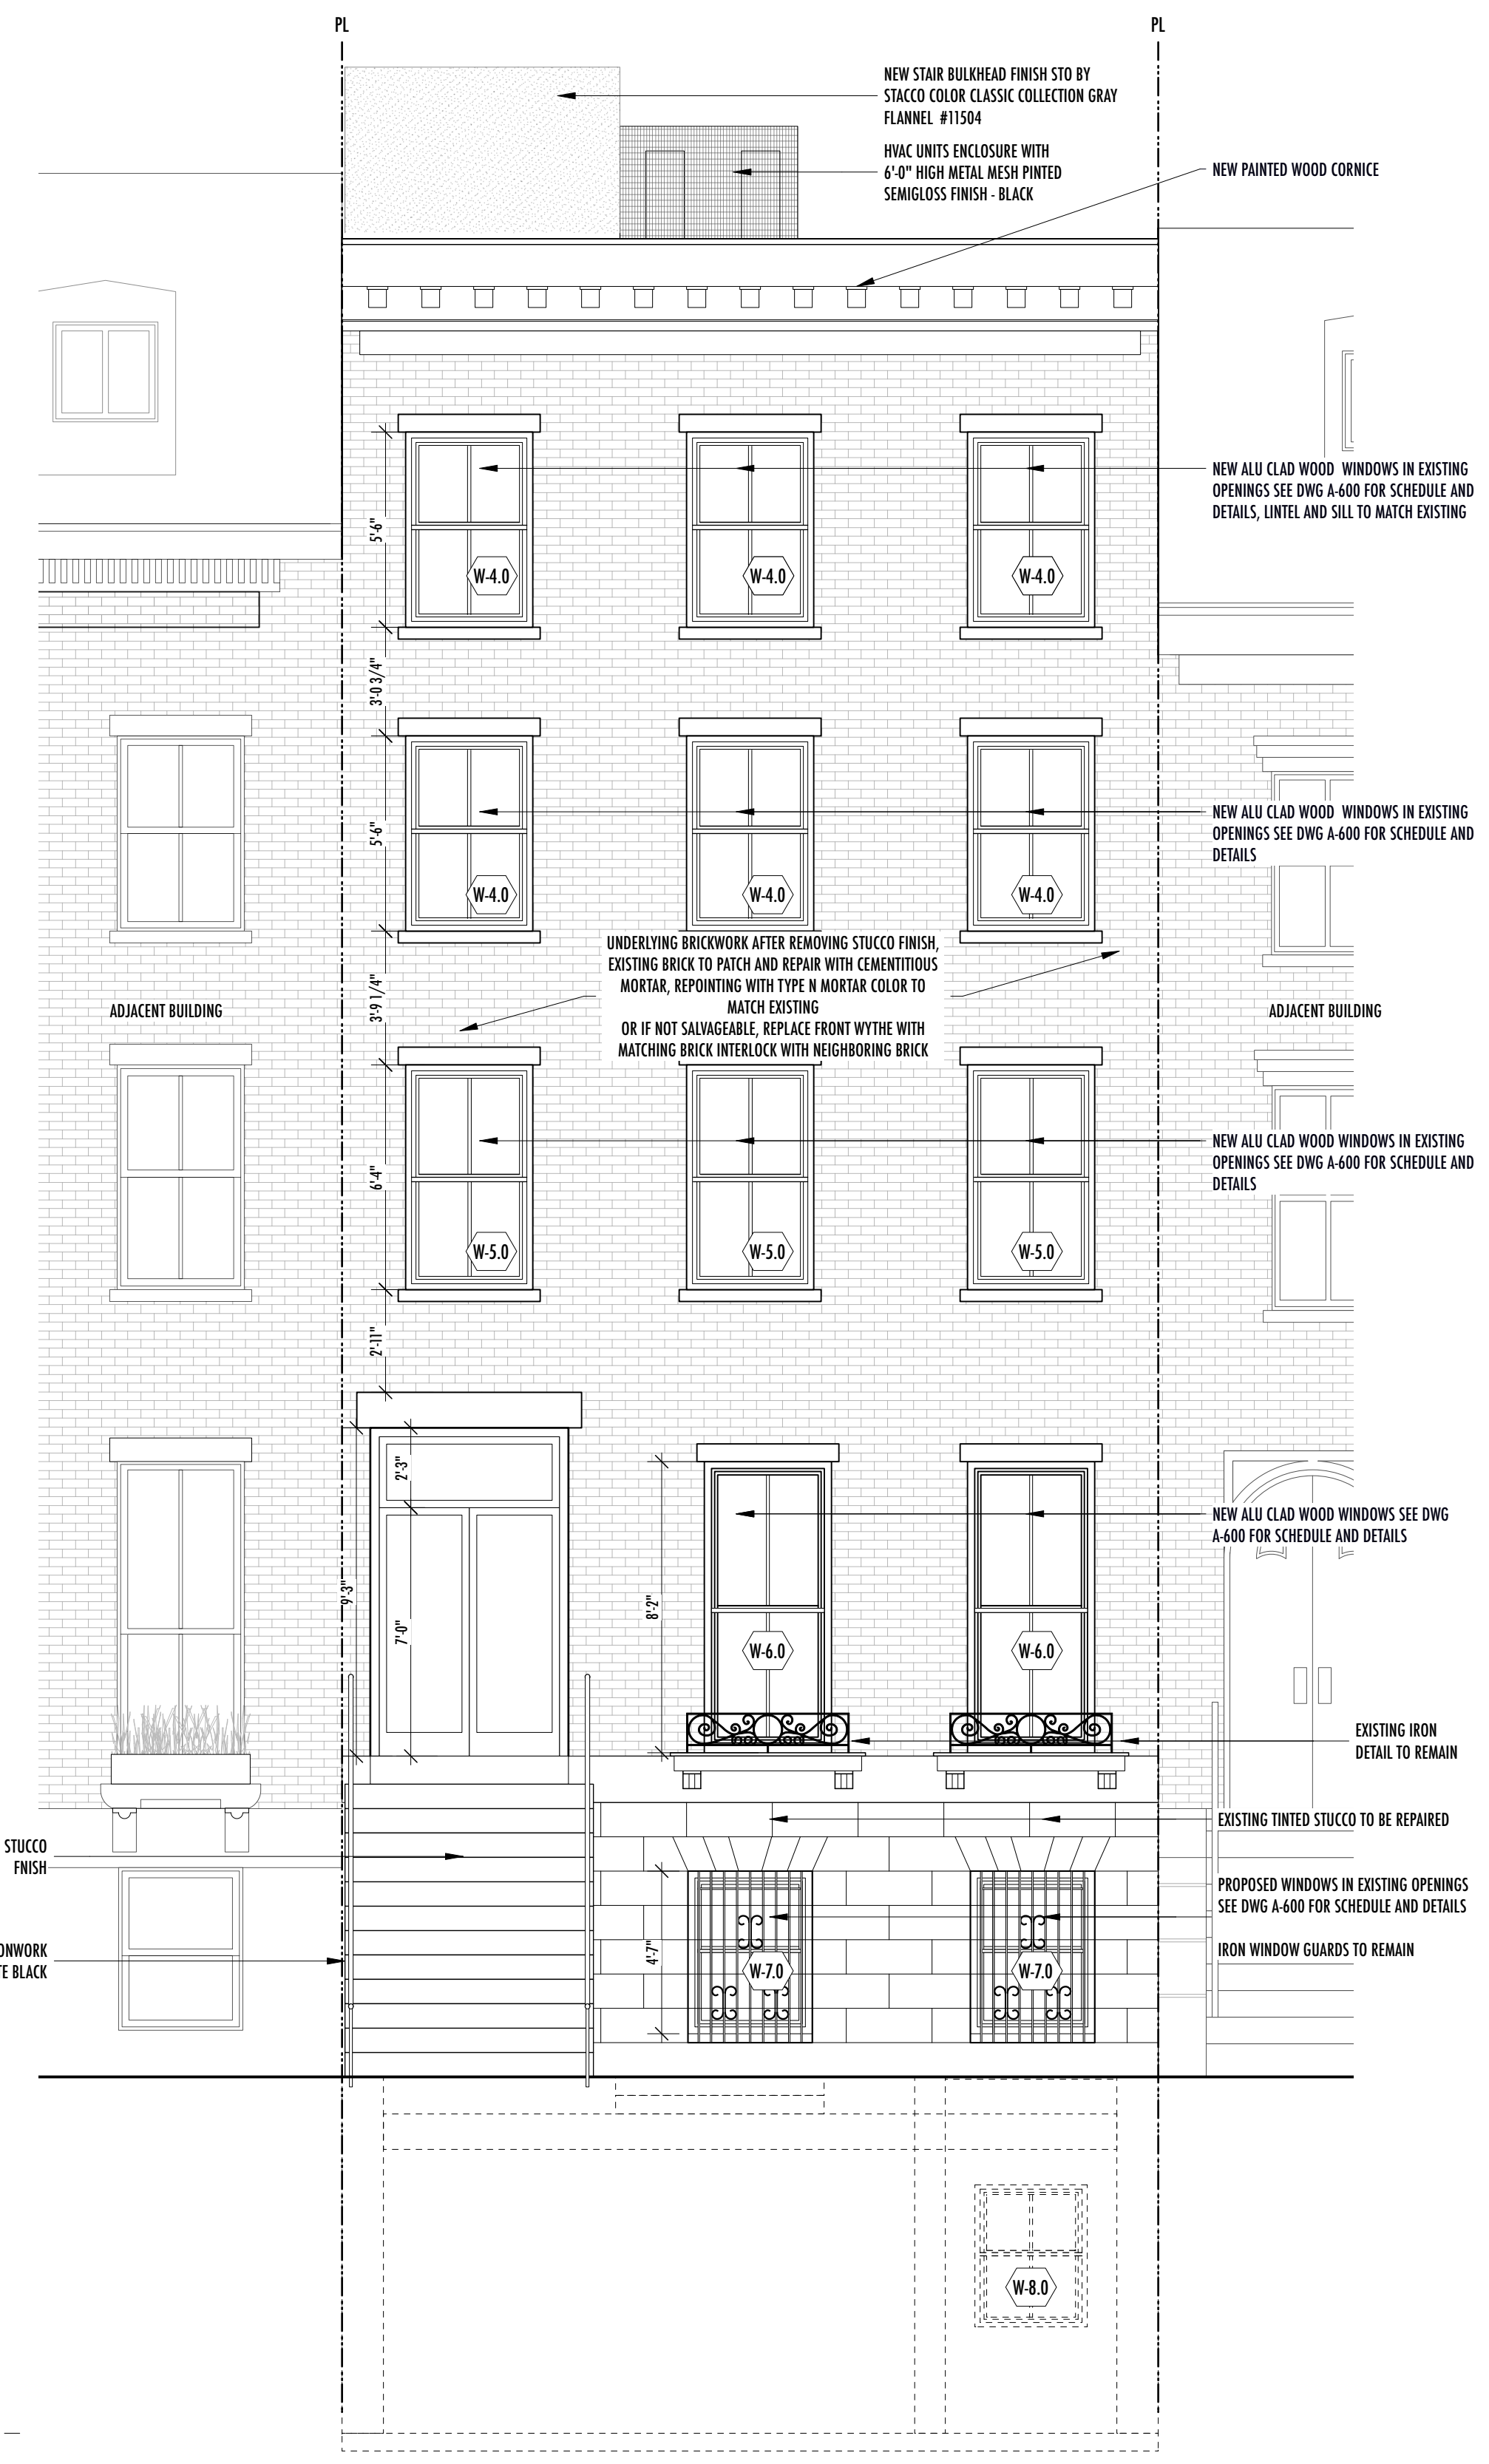 PL
PL
NEW STAIR BULKHEAD FINISH STO BY
STACCO COLOR CLASSIC COLLECTION GRAY
FLANNEL #11504
HVAC UNITS ENCLOSURE WITH
6'-0" HIGH METAL MESH PINTED
SEMIGLOSS FINISH - BLACK
NEW PAINTED WOOD CORNICE
NEW ALU CLAD WOOD WINDOWS IN EXISTING
OPENINGS SEE DWG A-600 FOR SCHEDULE AND
DETAILS, LINTEL AND SILL TO MATCH EXISTING
5'-6"
W-4.0
W-4.0
W-4.0
3'-0 3/4"
NEW ALU CLAD WOOD WINDOWS IN EXISTING
OPENINGS SEE DWG A-600 FOR SCHEDULE AND
DETAILS
5'-6"
W-4.0
W-4.0
W-4.0
UNDERLYING BRICKWORK AFTER REMOVING STUCCO FINISH,
EXISTING BRICK TO PATCH AND REPAIR WITH CEMENTITIOUS
MORTAR, REPOINTING WITH TYPE N MORTAR COLOR TO
MATCH EXISTING
OR IF NOT SALVAGEABLE, REPLACE FRONT WYTHE WITH
MATCHING BRICK INTERLOCK WITH NEIGHBORING BRICK
3'-9 1/4"
ADJACENT BUILDING
ADJACENT BUILDING
NEW ALU CLAD WOOD WINDOWS IN EXISTING
OPENINGS SEE DWG A-600 FOR SCHEDULE AND
DETAILS
6'-4"
W-5.0
W-5.0
W-5.0
2'-11"
2'-3"
NEW ALU CLAD WOOD WINDOWS SEE DWG
A-600 FOR SCHEDULE AND DETAILS
9'-3"
7'-0"
8'-2"
W-6.0
W-6.0
EXISTING IRON
DETAIL TO REMAIN
EXISTING TINTED STUCCO TO BE REPAIRED
STUCCO
FNISH
PROPOSED WINDOWS IN EXISTING OPENINGS
SEE DWG A-600 FOR SCHEDULE AND DETAILS
IRON WINDOW GUARDS TO REMAIN
ONWORK
TE BLACK
4'-7"
W-7.0
W-7.0
W-8.0